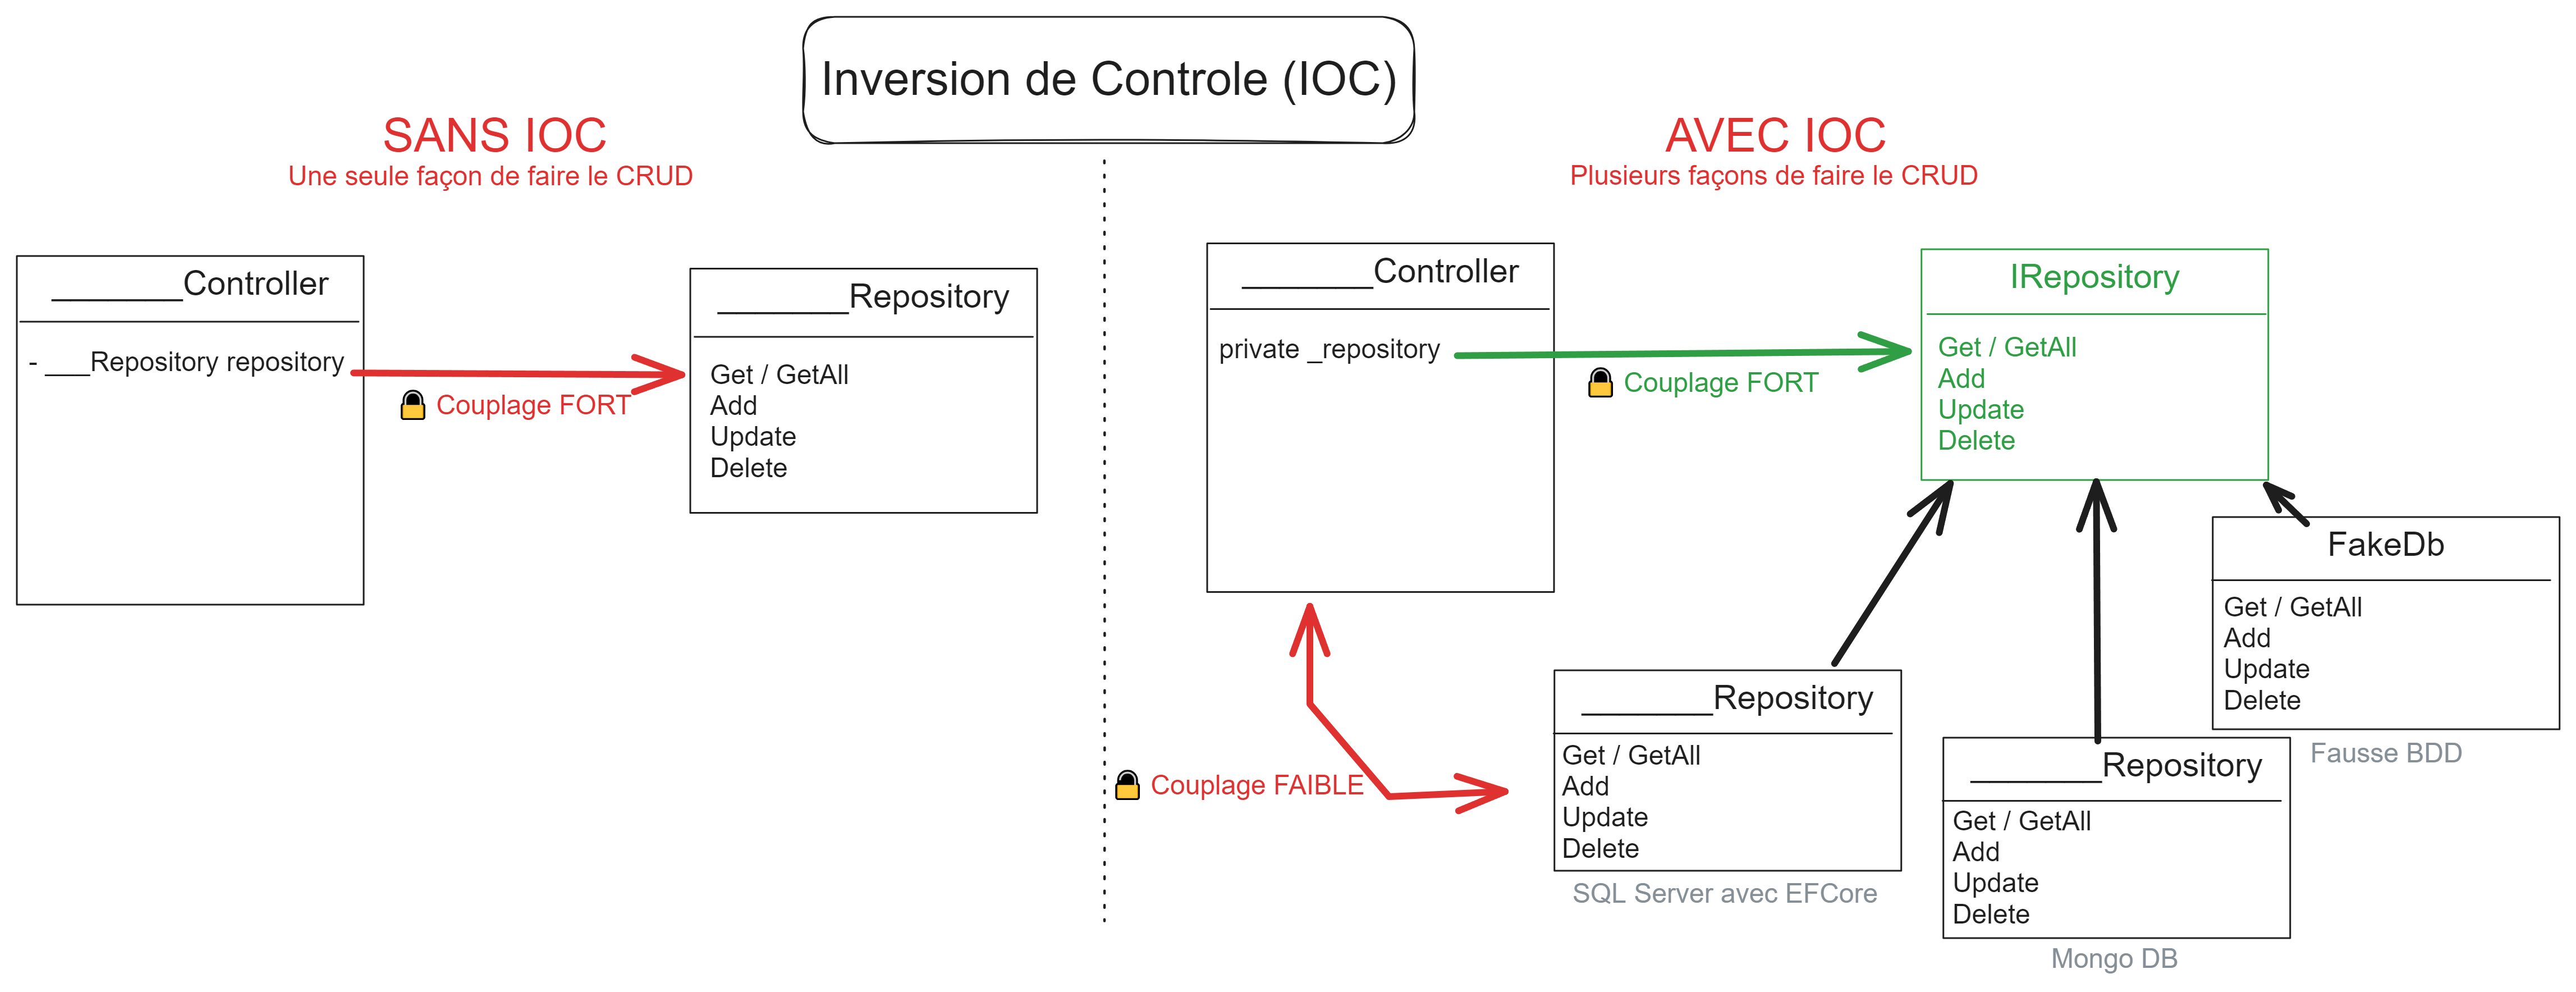 Inversion de Controle (IOC)
SANS IOC
Une seule façon de faire le CRUD
________Controller
- ___Repository repository
Couplage FORT
________Repository
Get / GetAll
Add
Update
Delete
AVEC IOC
Plusieurs façons de faire le CRUD
________Controller
private _repository
Couplage FORT
IRepository
Get / GetAll
Add
Update
Delete
Couplage FAIBLE
________Repository
Get / GetAll
Add
Update
Delete
SQL Server avec EFCore
________Repository
Get / GetAll
Add
Update
Delete
Mongo DB
FakeDb
Get / GetAll
Add
Update
Delete
Fausse BDD